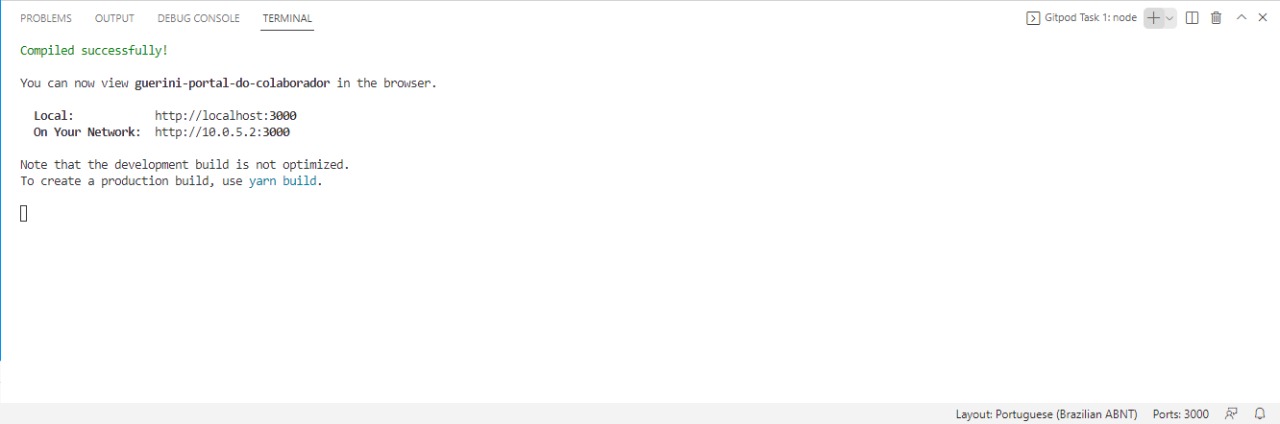 PROBLEMS OUTPUT DEBUG CONSOLE TERMINAL Gitpod Task 1: node
Compiled successfully!
You can now view guerini-portal-do-colaborador in the browser.
Local: http://localhost:3000
On Your Network: http://10.0.5.2:3000
Note that the development build is not optimized.
To create a production build, use yarn build.
Layout: Portuguese (Brazilian ABNT) Ports: 3000